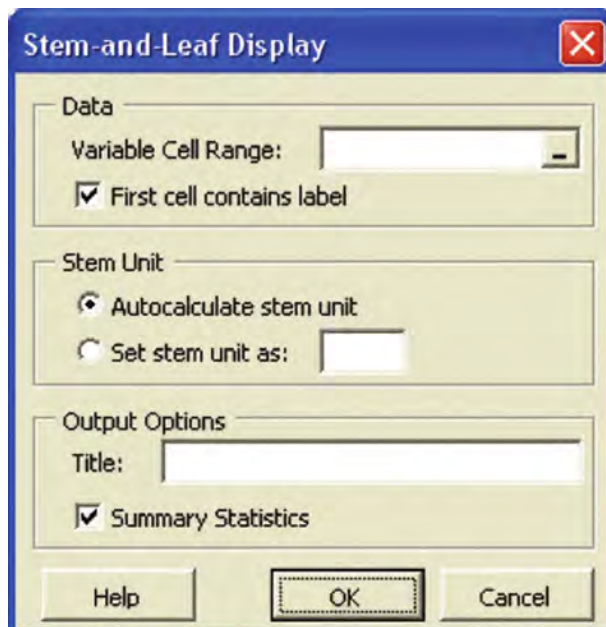 Stem-and-Leaf Display
Data
Variable Cell Range:
First cell contains label
Stem Unit
Autocalculate stem unit
Set stem unit as:
Output Options
Title:
Summary Statistics
Help OK Cancel